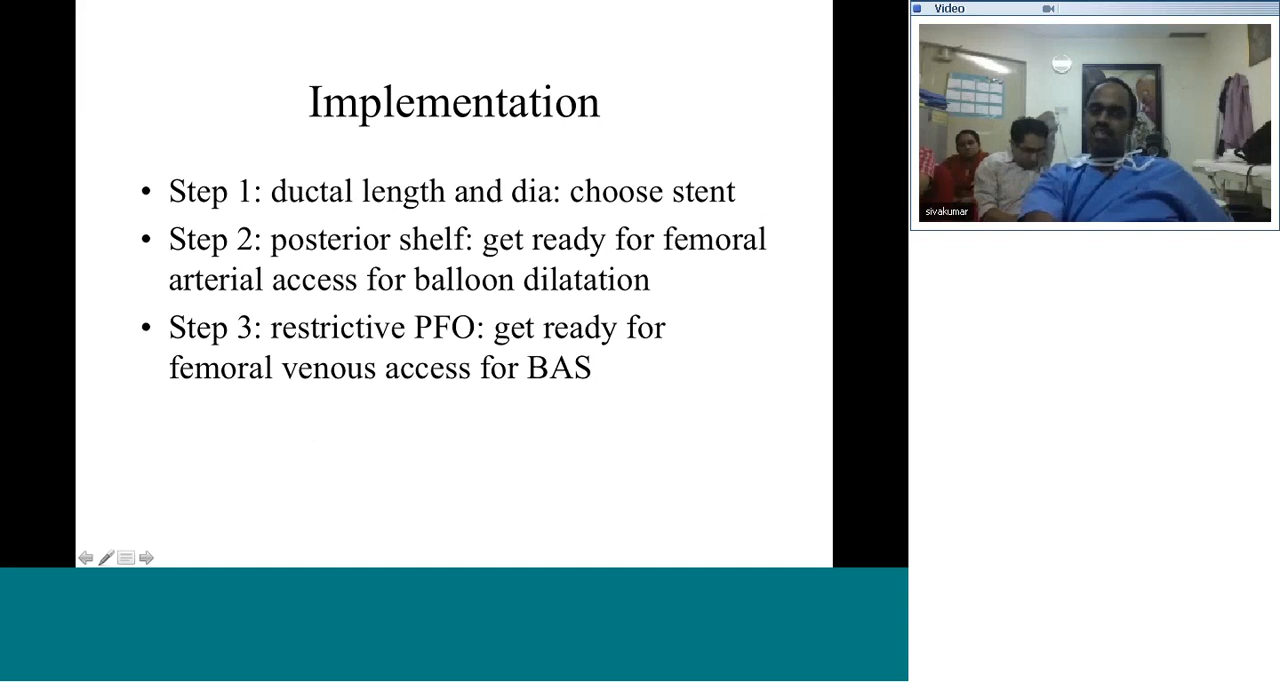 Implementation
• Step 1: ductal length and dia: choose stent
• Step 2: posterior shelf: get ready for femoral
arterial access for balloon dilatation
• Step 3: restrictive PFO: get ready for
femoral venous access for BAS
Video
sivakumar